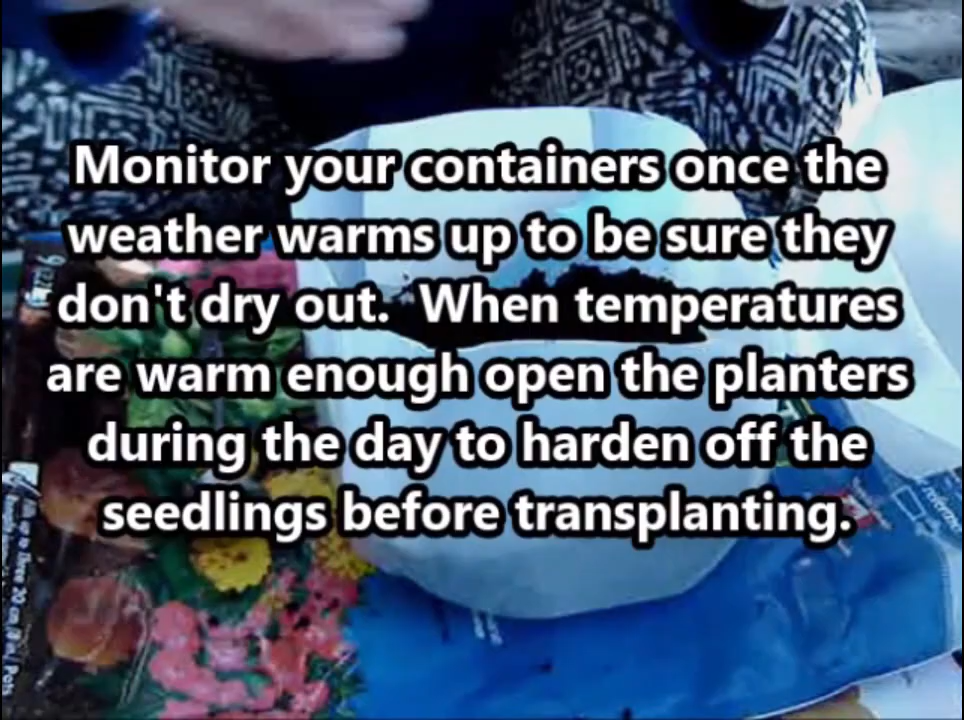 Monitor your containers once the
weather warms up to be sure they
don't dry out.  When temperatures
are warm enough open the planters
during the day to harden off the
seedlings before transplanting.